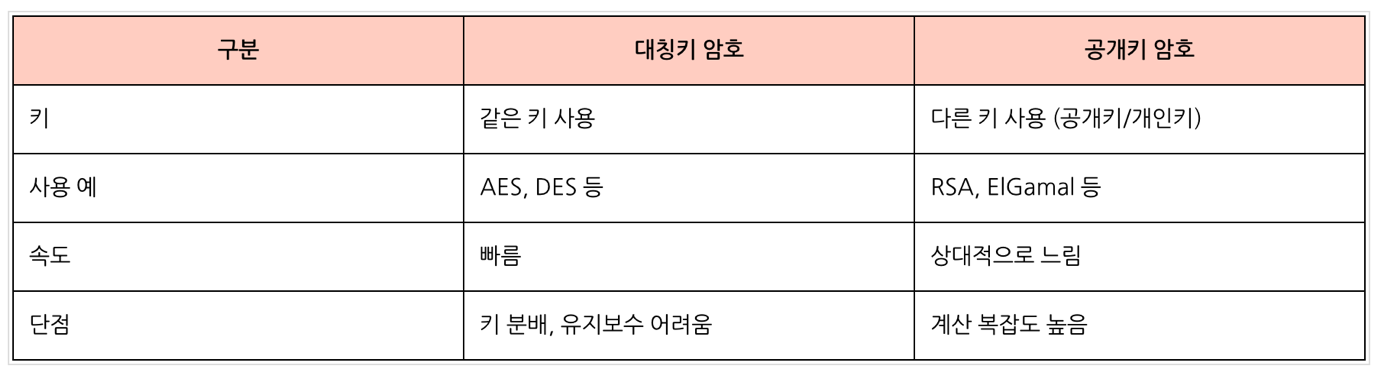 구분 대칭키 암호 공개키 암호
키 같은 키 사용 다른 키 사용 (공개키/개인키)
사용 예 AES, DES 등 RSA, ElGamal 등
속도 빠름 상대적으로 느림
단점 키 분배, 유지보수 어려움 계산 복잡도 높음